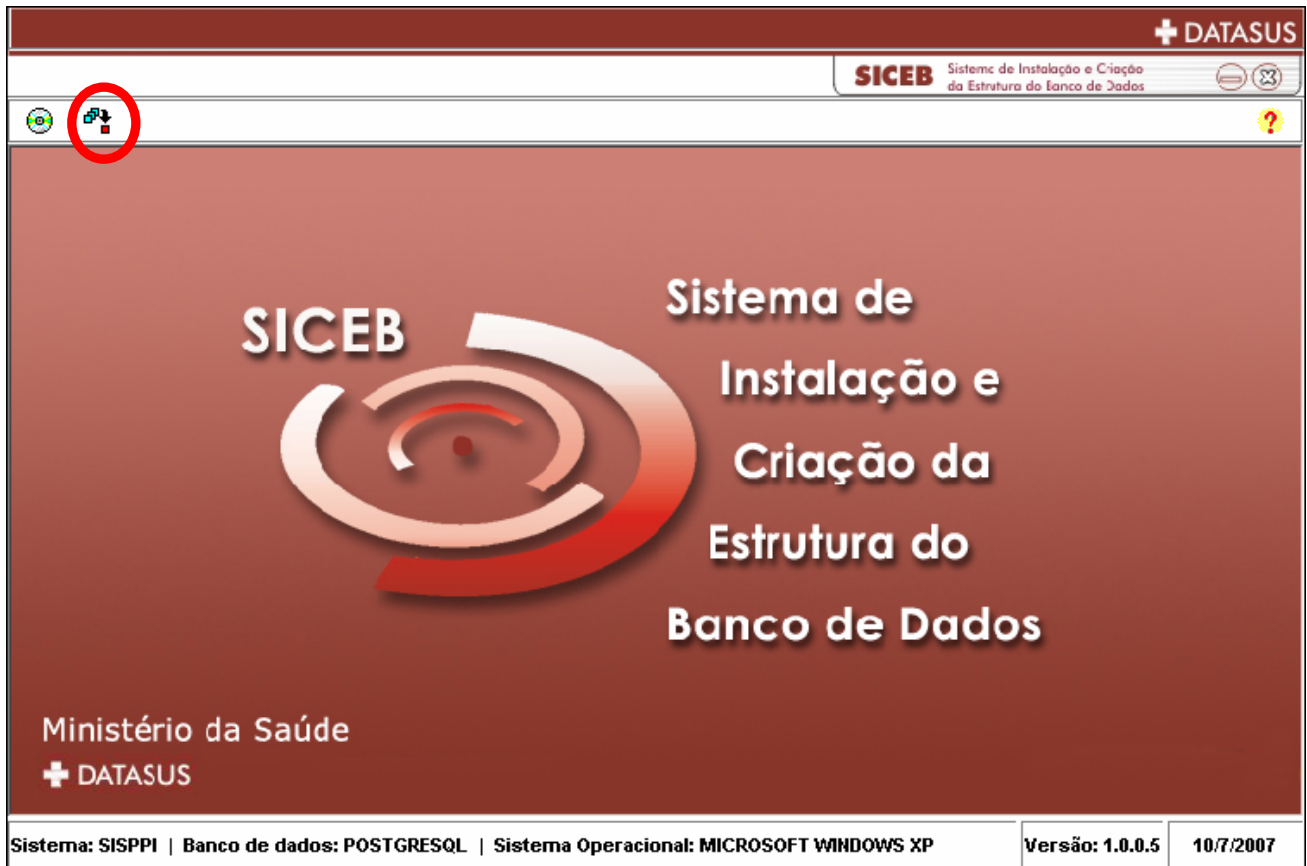 DATASUS
SICEB Sistema de Instalação e Criação
da Estrutura do Banco de Dados
?
SICEB
Sistema de
Instalação e
Criação da
Estrutura do
Banco de Dados
Ministério da Saúde
DATASUS
Sistema: SISPPI | Banco de dados: POSTGRESQL | Sistema Operacional: MICROSOFT WINDOWS XP Versão: 1.0.0.5 10/7/2007